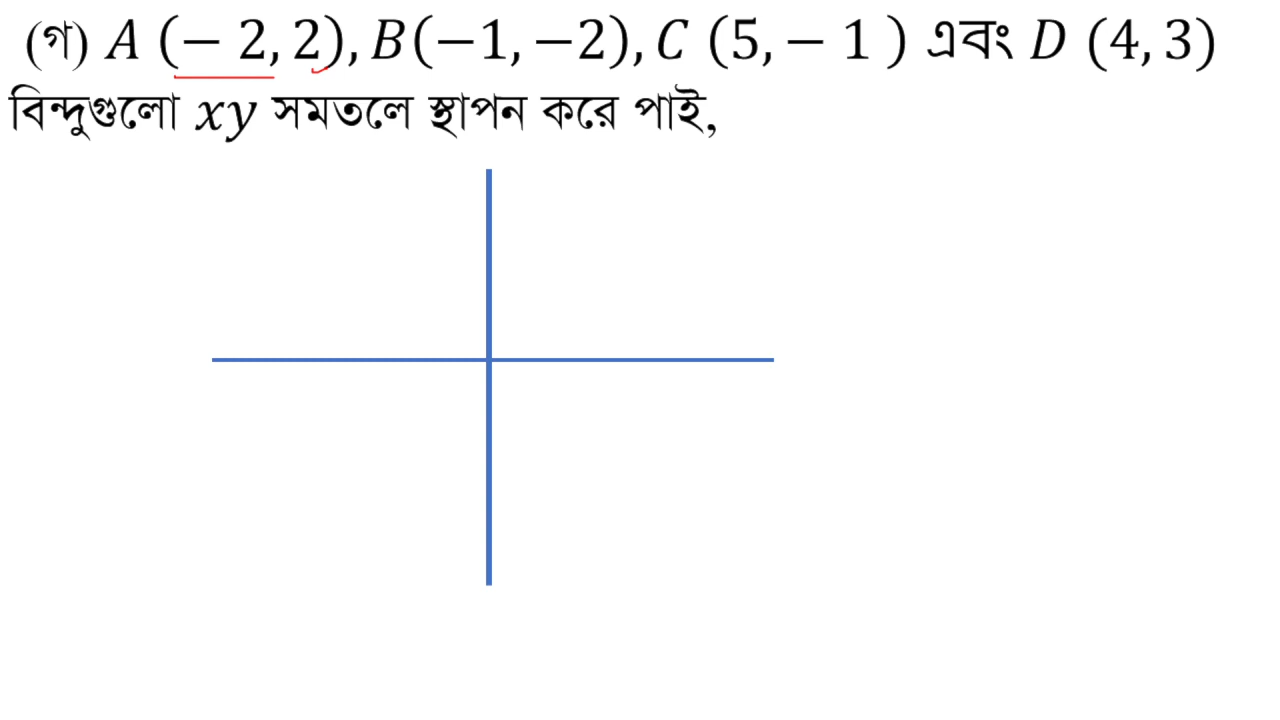 (গ) A (− 2, 2), B(−1, −2), C (5, − 1 ) এবং D (4, 3)
বিন্দুগুলো xy সমতলে স্থাপন করে পাই,